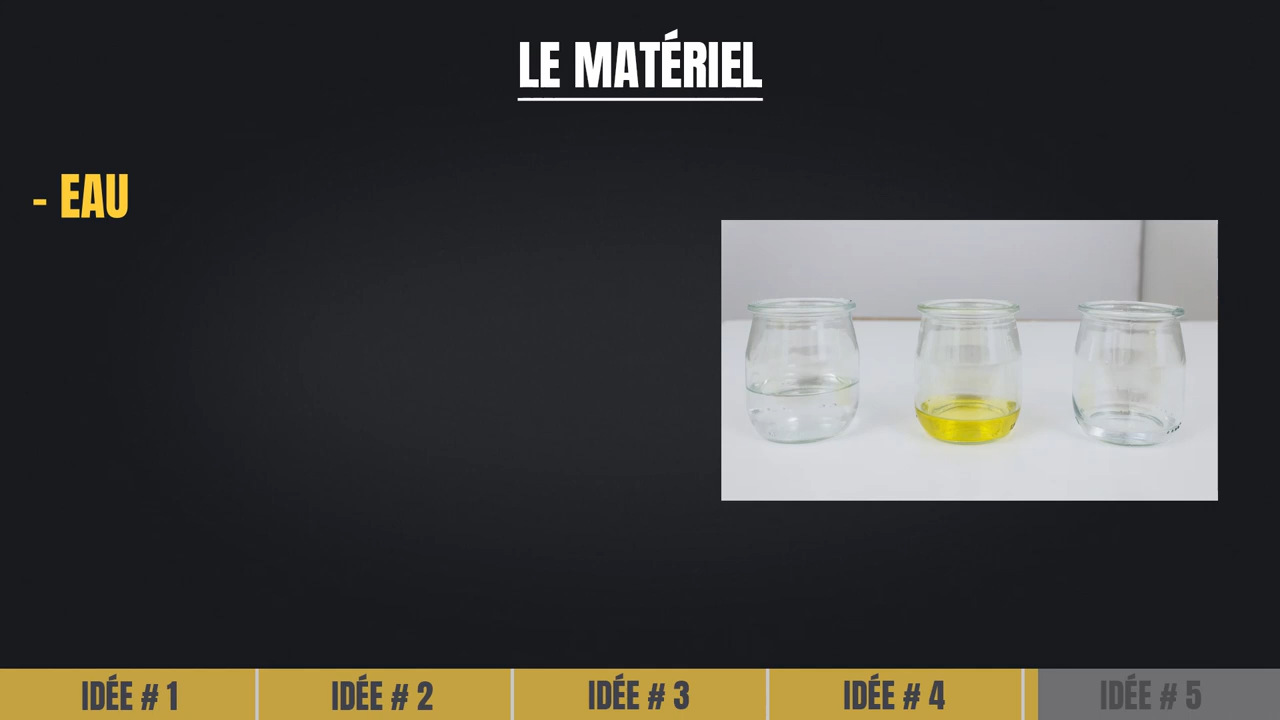 LE MATÉRIEL
- EAU
IDÉE # 1
IDÉE # 2
IDÉE # 3
IDÉE # 4
IDÉE # 5